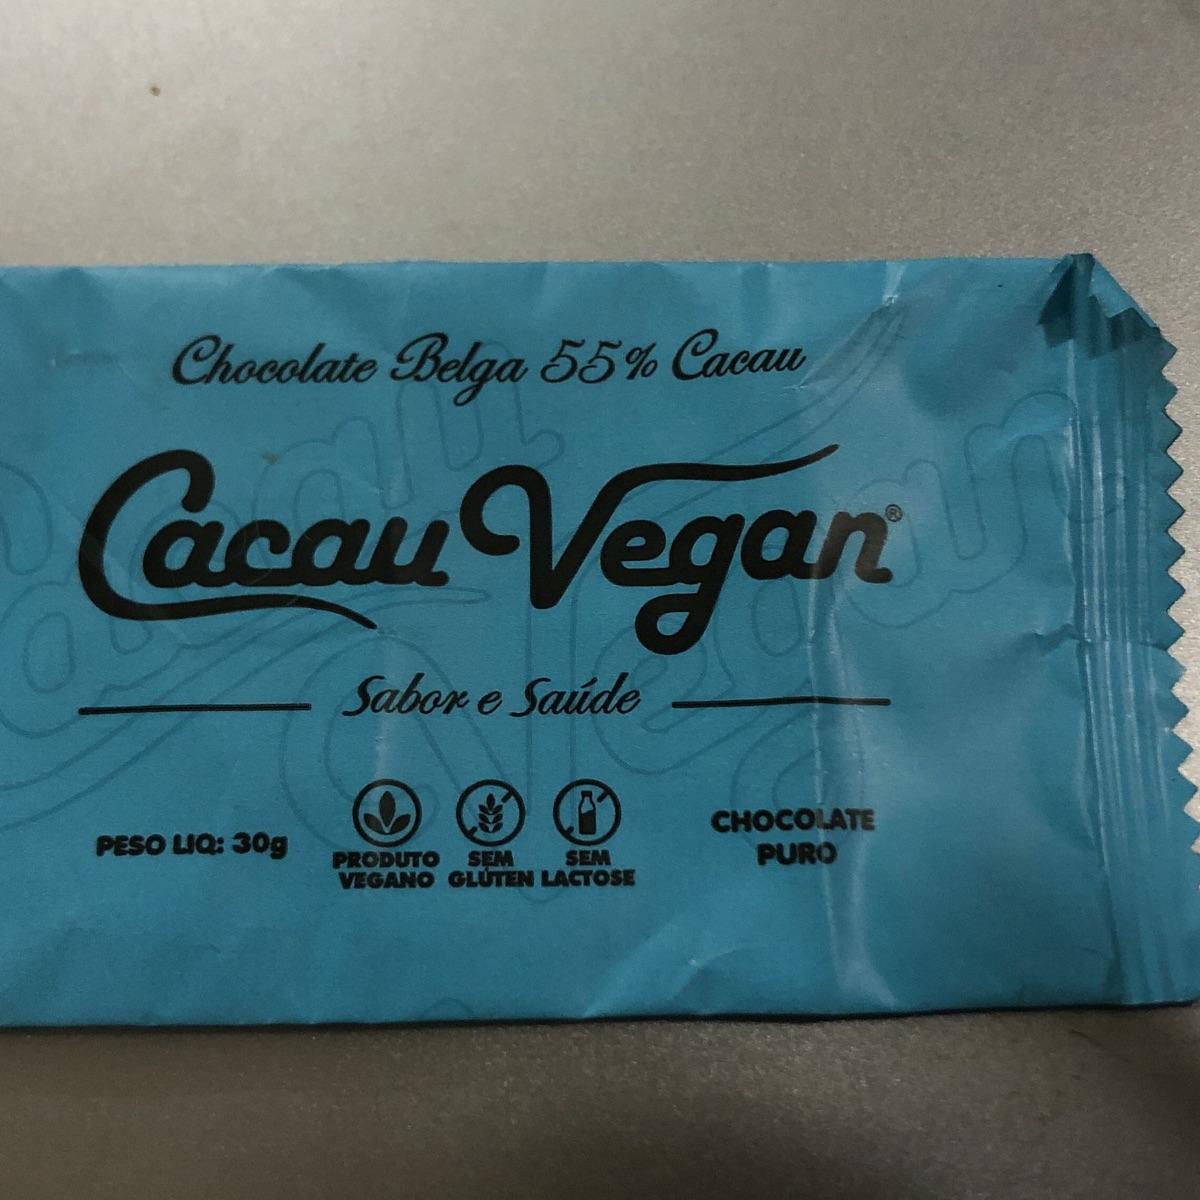 Chocolate Belga 55% Cacau
Cacau Vegan®
Sabor e Saúde
PESO LIQ: 30g
PRODUTO VEGANO
SEM GLÚTEN
SEM LACTOSE
CHOCOLATE
PURO